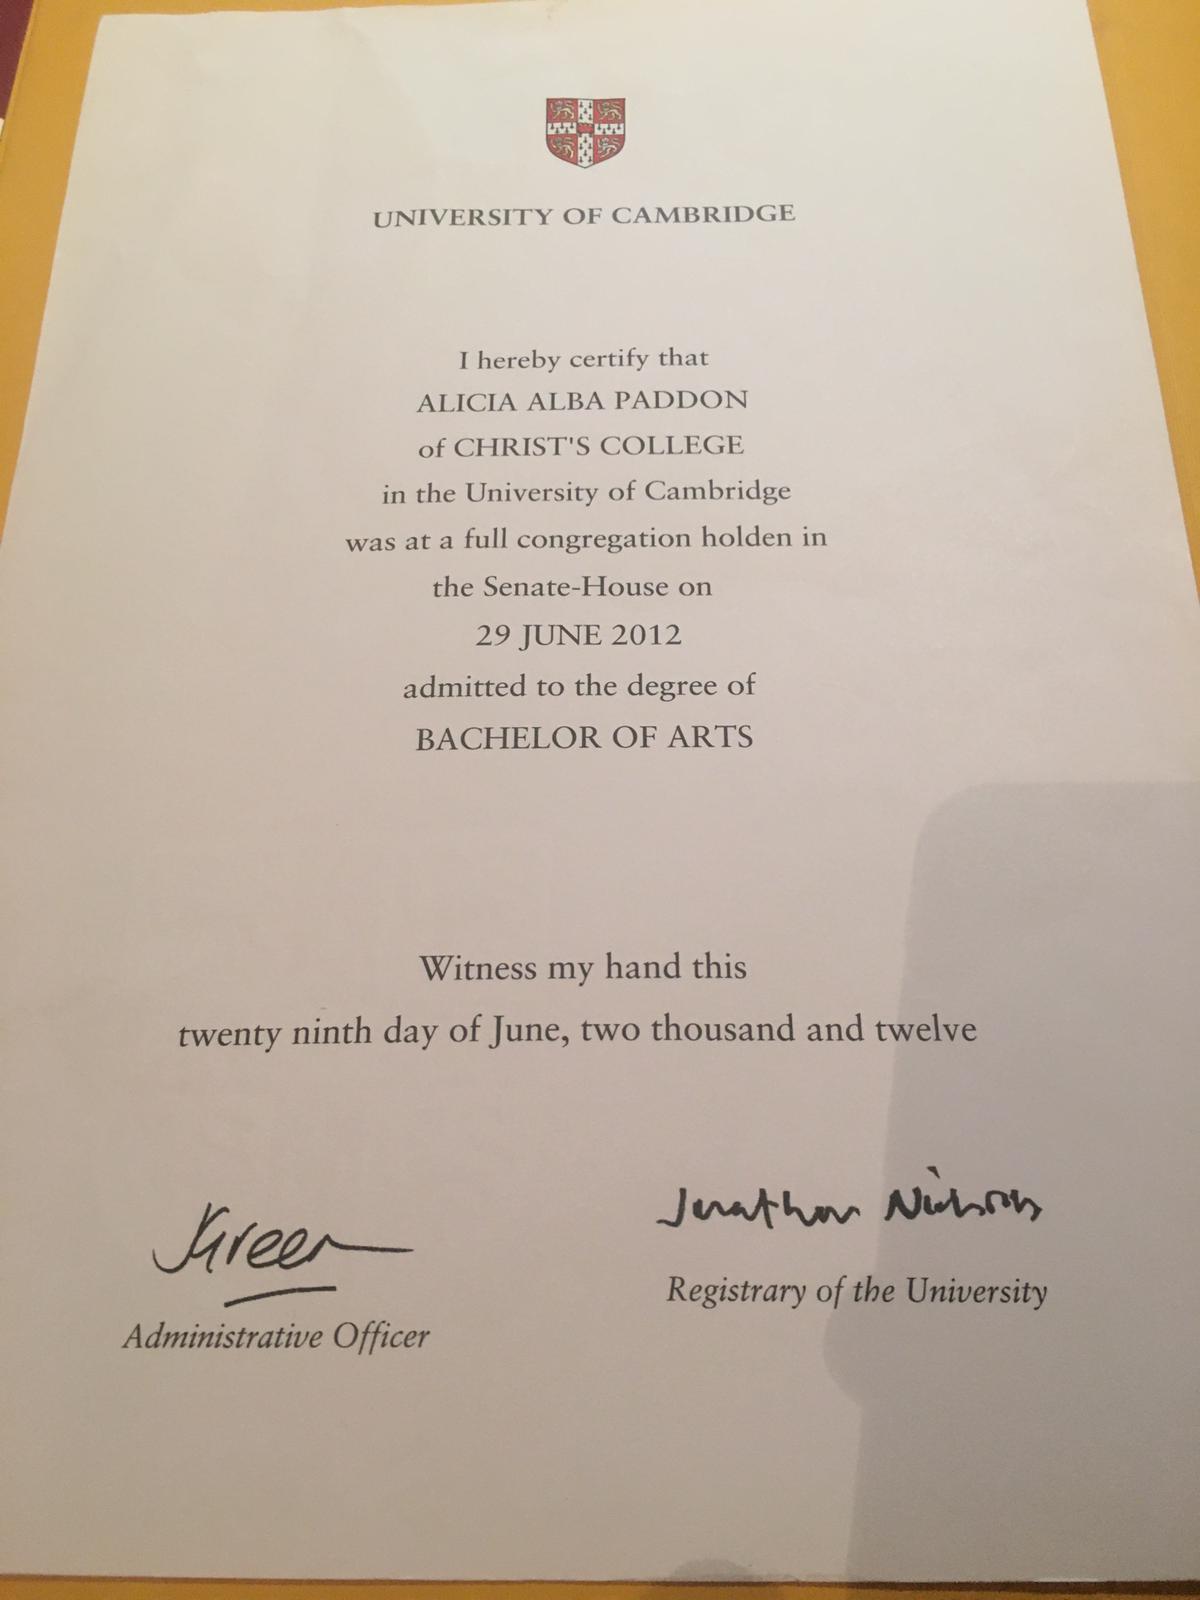 UNIVERSITY OF CAMBRIDGE
I hereby certify that
ALICIA ALBA PADDON
of CHRIST'S COLLEGE
in the University of Cambridge
was at a full congregation holden in
the Senate-House on
29 JUNE 2012
admitted to the degree of
BACHELOR OF ARTS
Witness my hand this
twenty ninth day of June, two thousand and twelve
JGreen
Jonathan Nicholls
Administrative Officer
Registrary of the University